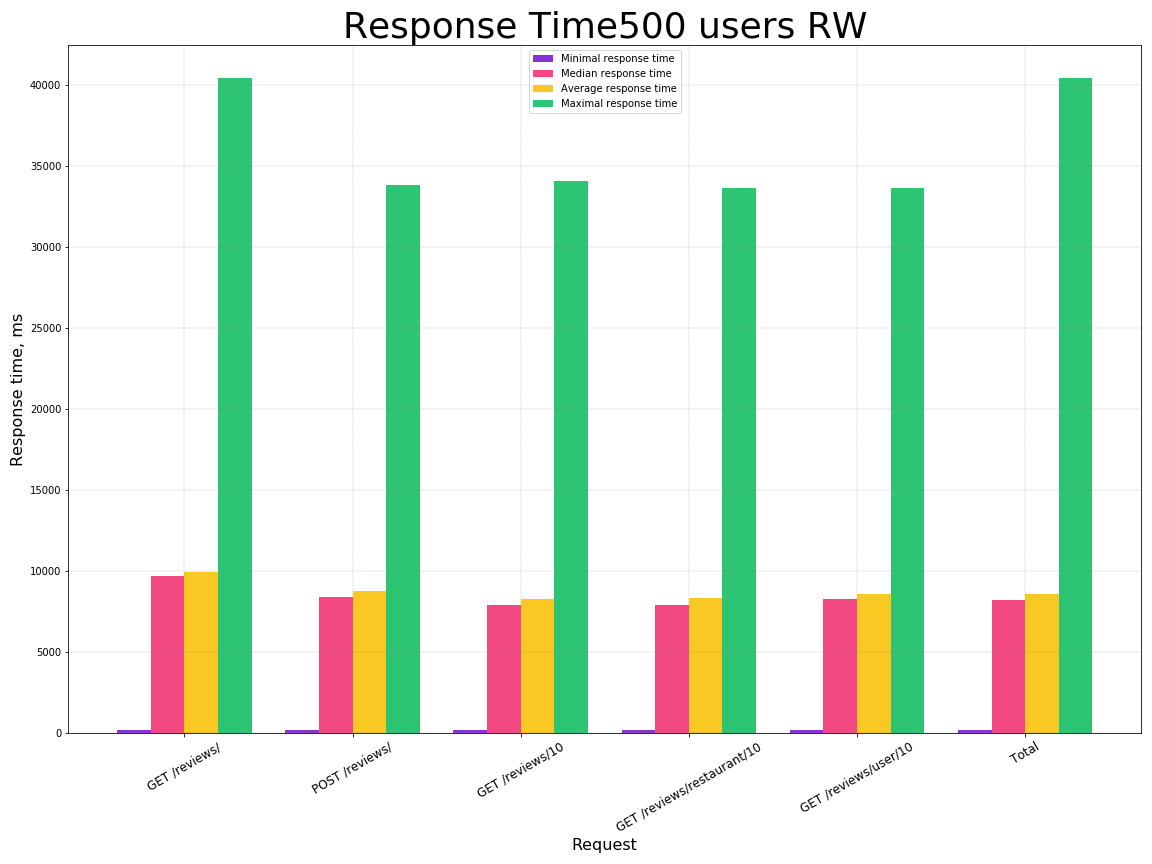 Response Time500 users RW
Minimal response time
Median response time
Average response time
Maximal response time
Response time, ms
40000
35000
30000
25000
20000
15000
10000
5000
0
GET /reviews/
POST /reviews/
GET /reviews/10
GET /reviews/restaurant/10
GET /reviews/user/10
Total
Request